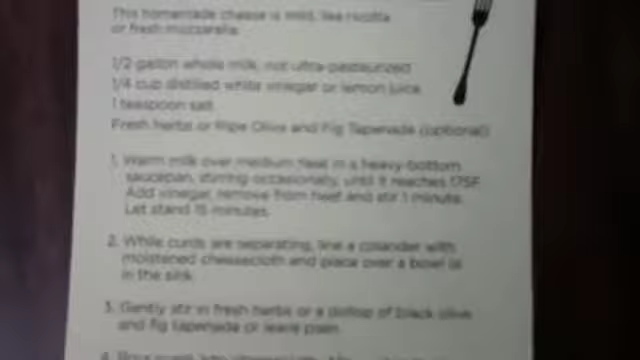 This homemade cheese is mild, like ricotta
or fresh mozzarella.
1/2 gallon whole milk, not ultra-pasteurized
1/4 cup distilled white vinegar or lemon juice
1 teaspoon salt
Fresh herbs or Ripe Olive and Fig Tapenade (optional)
1. Warm milk over medium heat in a heavy-bottom
saucepan, stirring occasionally, until it reaches 175F.
Add vinegar, remove from heat and stir 1 minute.
Let stand 15 minutes.
2. While curds are separating, line a colander with
moistened cheesecloth and place over a bowl or
in the sink.
3. Gently stir in fresh herbs or a dollop of black olive
and fig tapenade or leave plain.
4.